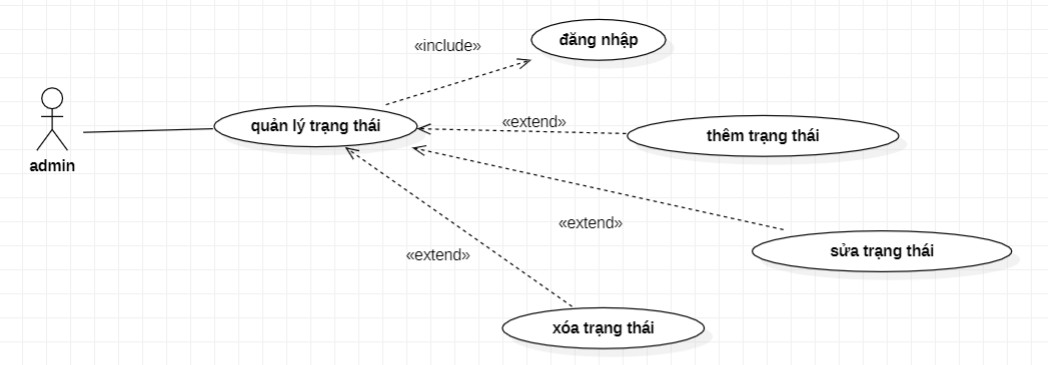 đăng nhập
«include»
quản lý trạng thái
«extend»
thêm trạng thái
admin
«extend»
sửa trạng thái
«extend»
xóa trạng thái